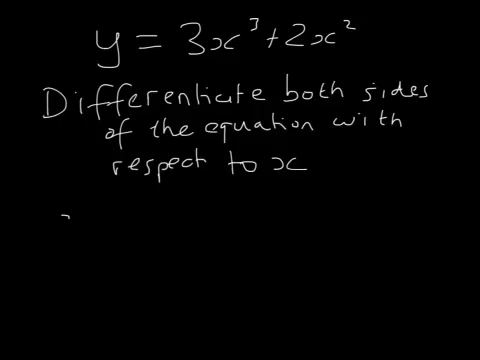 y = 3x³+2x²
Differentiate both sides
of the equation with
respect to x